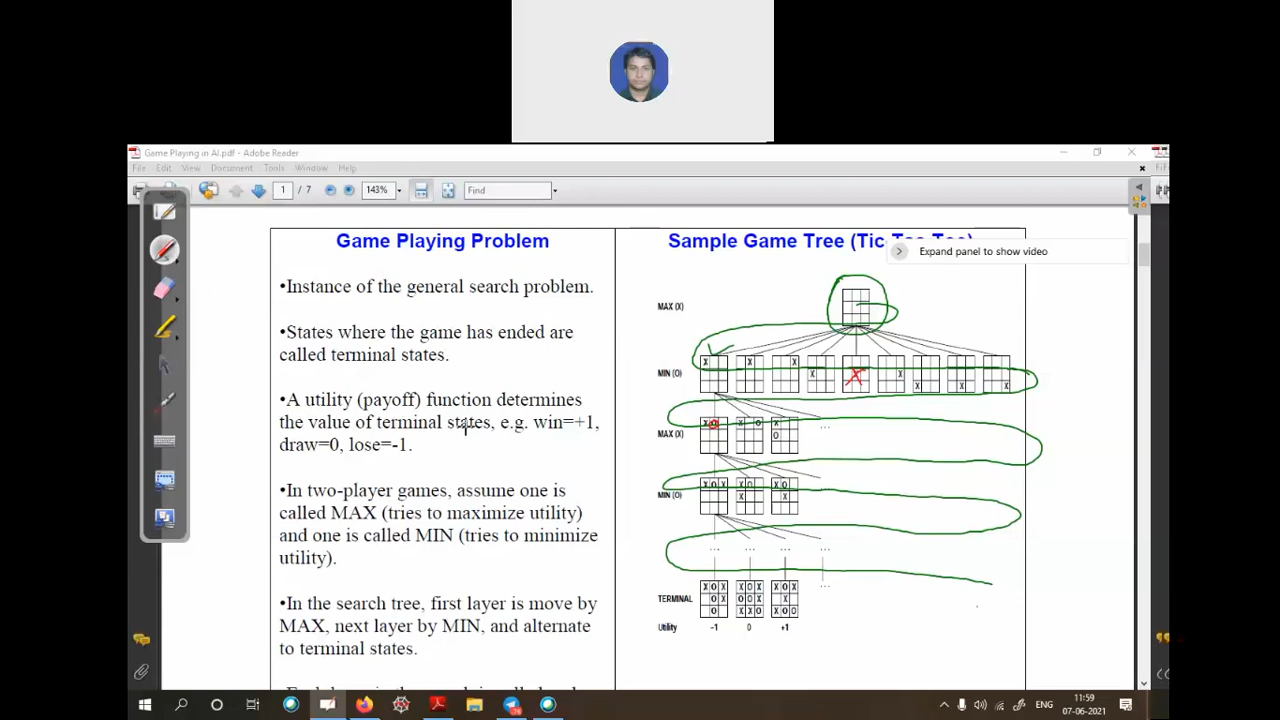 Game Playing in AI.pdf - Adobe Reader
File Edit View Document Tools Window Help
1 / 7 143% Find
Expand panel to show video
Game Playing Problem
•Instance of the general search problem.
•States where the game has ended are
called terminal states.
•A utility (payoff) function determines
the value of terminal states, e.g. win=+1,
draw=0, lose=-1.
•In two-player games, assume one is
called MAX (tries to maximize utility)
and one is called MIN (tries to minimize
utility).
•In the search tree, first layer is move by
MAX, next layer by MIN, and alternate
to terminal states.
Sample Game Tree (Tic-Tac-Toe)
MAX (X)
X X X X X X X X X
MIN (O)
X O X O X
O
...
MAX (X)
X O X X O X O
X X
MIN (O)
... ... ... ...
...
X O X X O X X O X
TERMINAL O X O O X X
O X X O X O O
Utility -1 0 +1
ENG 11:59
07-06-2021